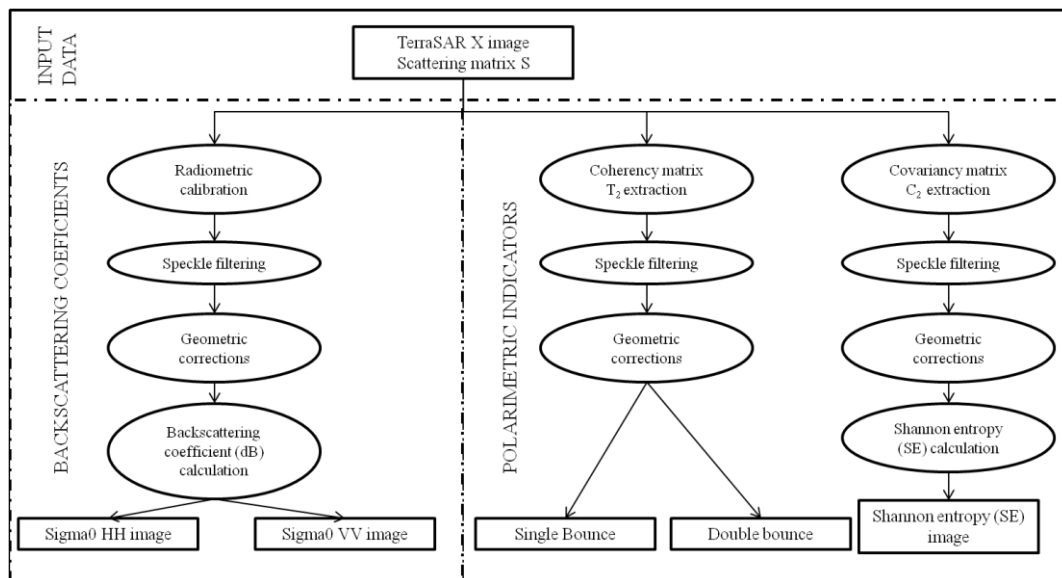 INPUT
DATA
TerraSAR X image
Scattering matrix S
BACKSCATTERING COEFICIENTS
Radiometric
calibration
Speckle filtering
Geometric
corrections
Backscattering
coefficient (dB)
calculation
Sigma0 HH image
Sigma0 VV image
POLARIMETRIC INDICATORS
Coherency matrix
T₂ extraction
Speckle filtering
Geometric
corrections
Single Bounce
Double bounce
Covariancy matrix
C₂ extraction
Speckle filtering
Geometric
corrections
Shannon entropy
(SE) calculation
Shannon entropy (SE)
image